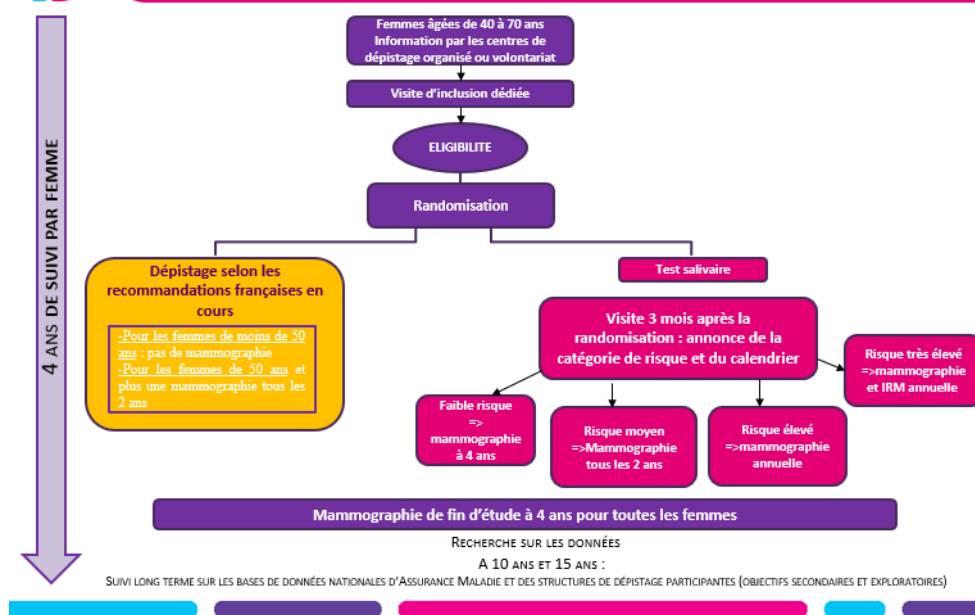 4 ANS DE SUIVI PAR FEMME
Femmes âgées de 40 à 70 ans
Information par les centres de
dépistage organisé ou volontariat
Visite d'inclusion dédiée
ELIGIBILITE
Randomisation
Dépistage selon les
recommandations françaises en
cours
-Pour les femmes de moins de 50
ans : pas de mammographie
-Pour les femmes de 50 ans et
plus une mammographie tous les
2 ans
Test salivaire
Visite 3 mois après la
randomisation : annonce de la
catégorie de risque et du calendrier
Faible risque
=>
mammographie
à 4 ans
Risque moyen
=>Mammographie
tous les 2 ans
Risque élevé
=>mammographie
annuelle
Risque très élevé
=>mammographie
et IRM annuelle
Mammographie de fin d'étude à 4 ans pour toutes les femmes
RECHERCHE SUR LES DONNÉES
A 10 ANS ET 15 ANS :
SUIVI LONG TERME SUR LES BASES DE DONNÉES NATIONALES D'ASSURANCE MALADIE ET DES STRUCTURES DE DÉPISTAGE PARTICIPANTES (OBJECTIFS SECONDAIRES ET EXPLORATOIRES)